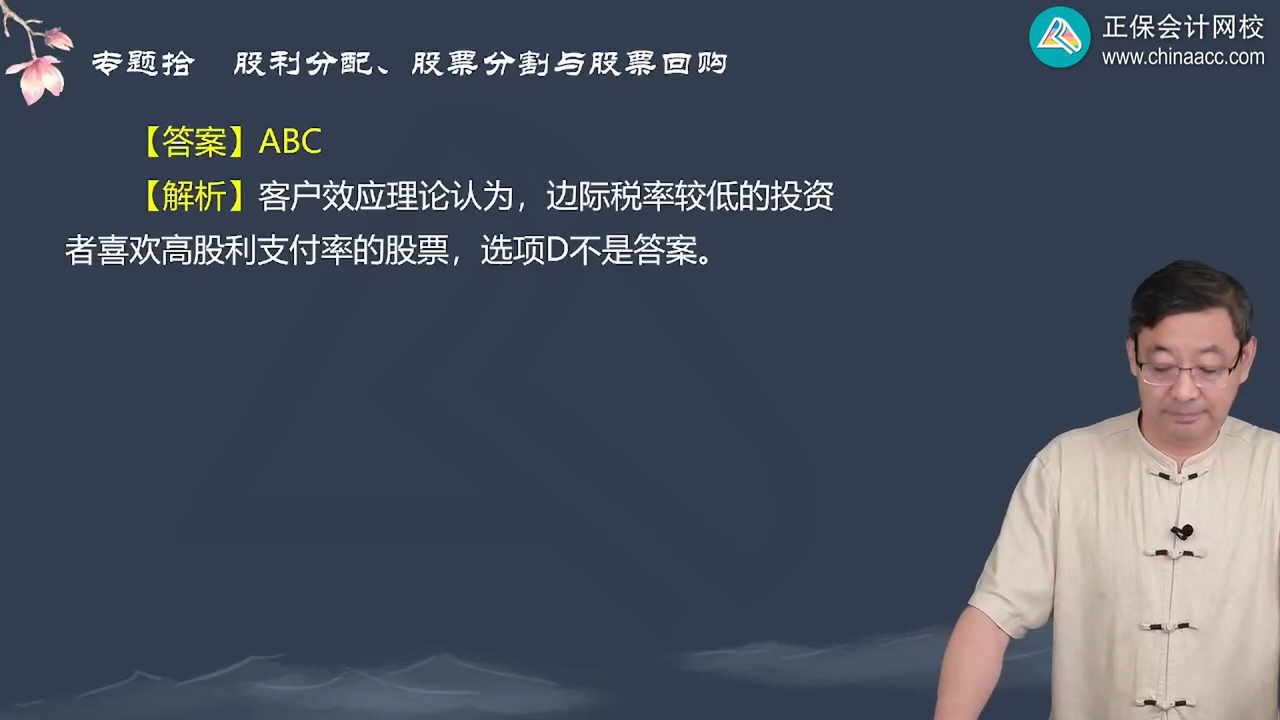 正保会计网校
www.chinaacc.com
专题拾 股利分配、股票分割与股票回购
【答案】ABC
【解析】客户效应理论认为，边际税率较低的投资
者喜欢高股利支付率的股票，选项D不是答案。